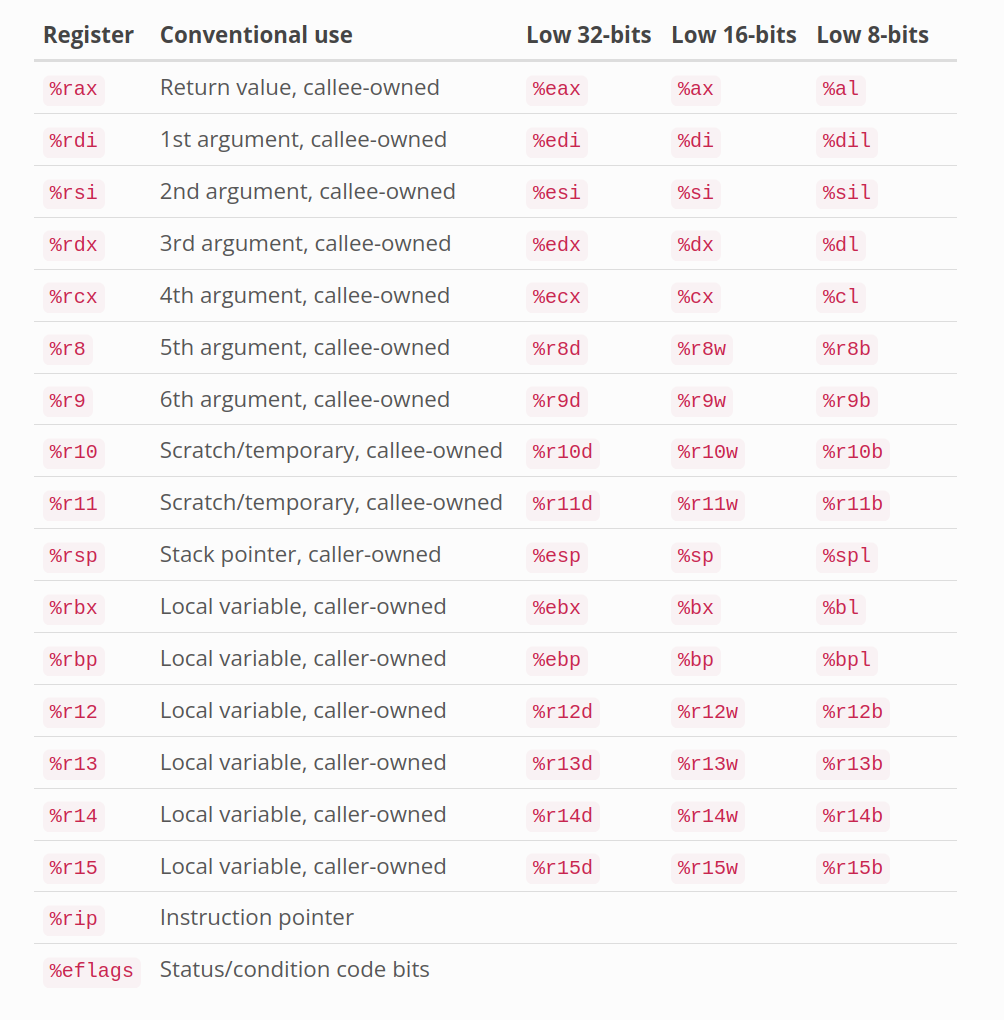 Register Conventional use Low 32-bits Low 16-bits Low 8-bits
%rax Return value, callee-owned %eax %ax %al
%rdi 1st argument, callee-owned %edi %di %dil
%rsi 2nd argument, callee-owned %esi %si %sil
%rdx 3rd argument, callee-owned %edx %dx %dl
%rcx 4th argument, callee-owned %ecx %cx %cl
%r8 5th argument, callee-owned %r8d %r8w %r8b
%r9 6th argument, callee-owned %r9d %r9w %r9b
%r10 Scratch/temporary, callee-owned %r10d %r10w %r10b
%r11 Scratch/temporary, callee-owned %r11d %r11w %r11b
%rsp Stack pointer, caller-owned %esp %sp %spl
%rbx Local variable, caller-owned %ebx %bx %bl
%rbp Local variable, caller-owned %ebp %bp %bpl
%r12 Local variable, caller-owned %r12d %r12w %r12b
%r13 Local variable, caller-owned %r13d %r13w %r13b
%r14 Local variable, caller-owned %r14d %r14w %r14b
%r15 Local variable, caller-owned %r15d %r15w %r15b
%rip Instruction pointer
%eflags Status/condition code bits